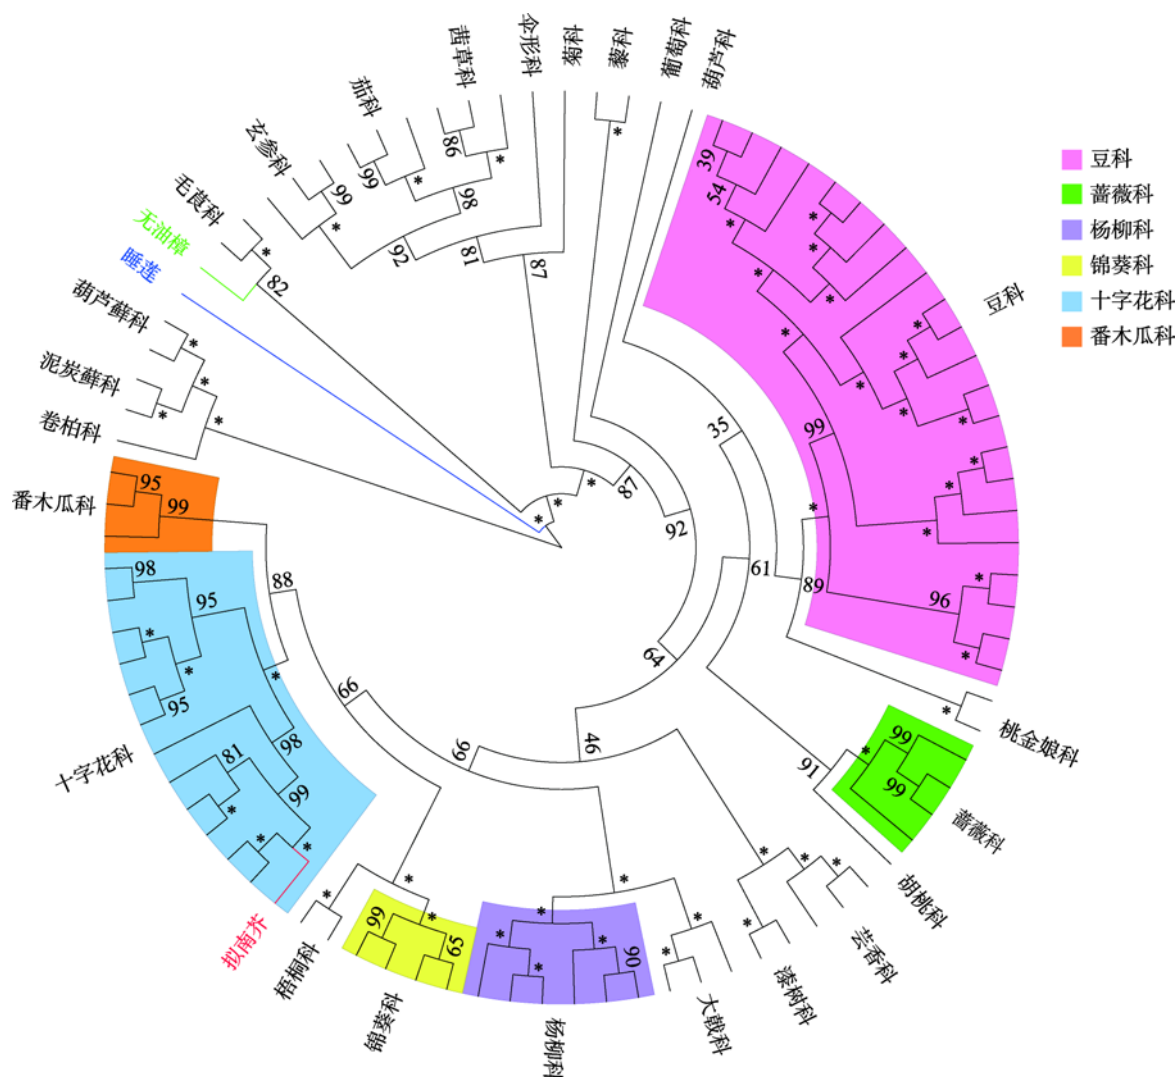 伞形科
菊科
藜科
葡萄科
葫芦科
茜草科
茄科
玄参科
毛莨科
无油樟
睡莲
葫芦藓科
泥炭藓科
卷柏科
番木瓜科
十字花科
拟南芥
梧桐科
锦葵科
杨柳科
大戟科
漆树科
芸香科
胡桃科
蔷薇科
桃金娘科
豆科
豆科
蔷薇科
杨柳科
锦葵科
十字花科
番木瓜科
86
*
99
*
98
99
*
92
81
87
*
82
*
*
*
*
*
*
*
*
87
92
39
54
*
*
*
*
*
*
*
*
*
*
*
*
99
*
*
*
*
96
*
*
35
61
89
64
*
99
99
*
91
95
99
88
98
95
*
*
95
*
98
81
99
*
*
*
66
66
46
*
*
*
99
65
*
*
*
*
90
*
*
*
*
*
*
*